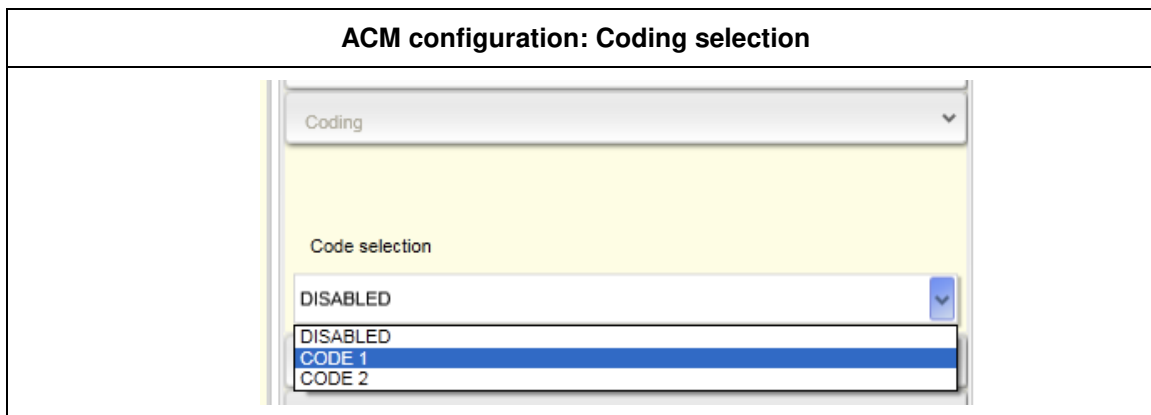 ACM configuration: Coding selection
Coding
Code selection
DISABLED
DISABLED
CODE 1
CODE 2